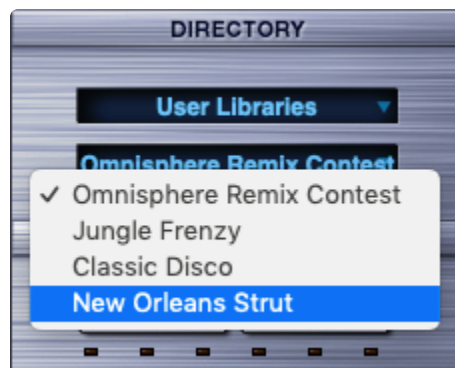 DIRECTORY
User Libraries
Omnisphere Remix Contest
✓ Omnisphere Remix Contest
Jungle Frenzy
Classic Disco
New Orleans Strut